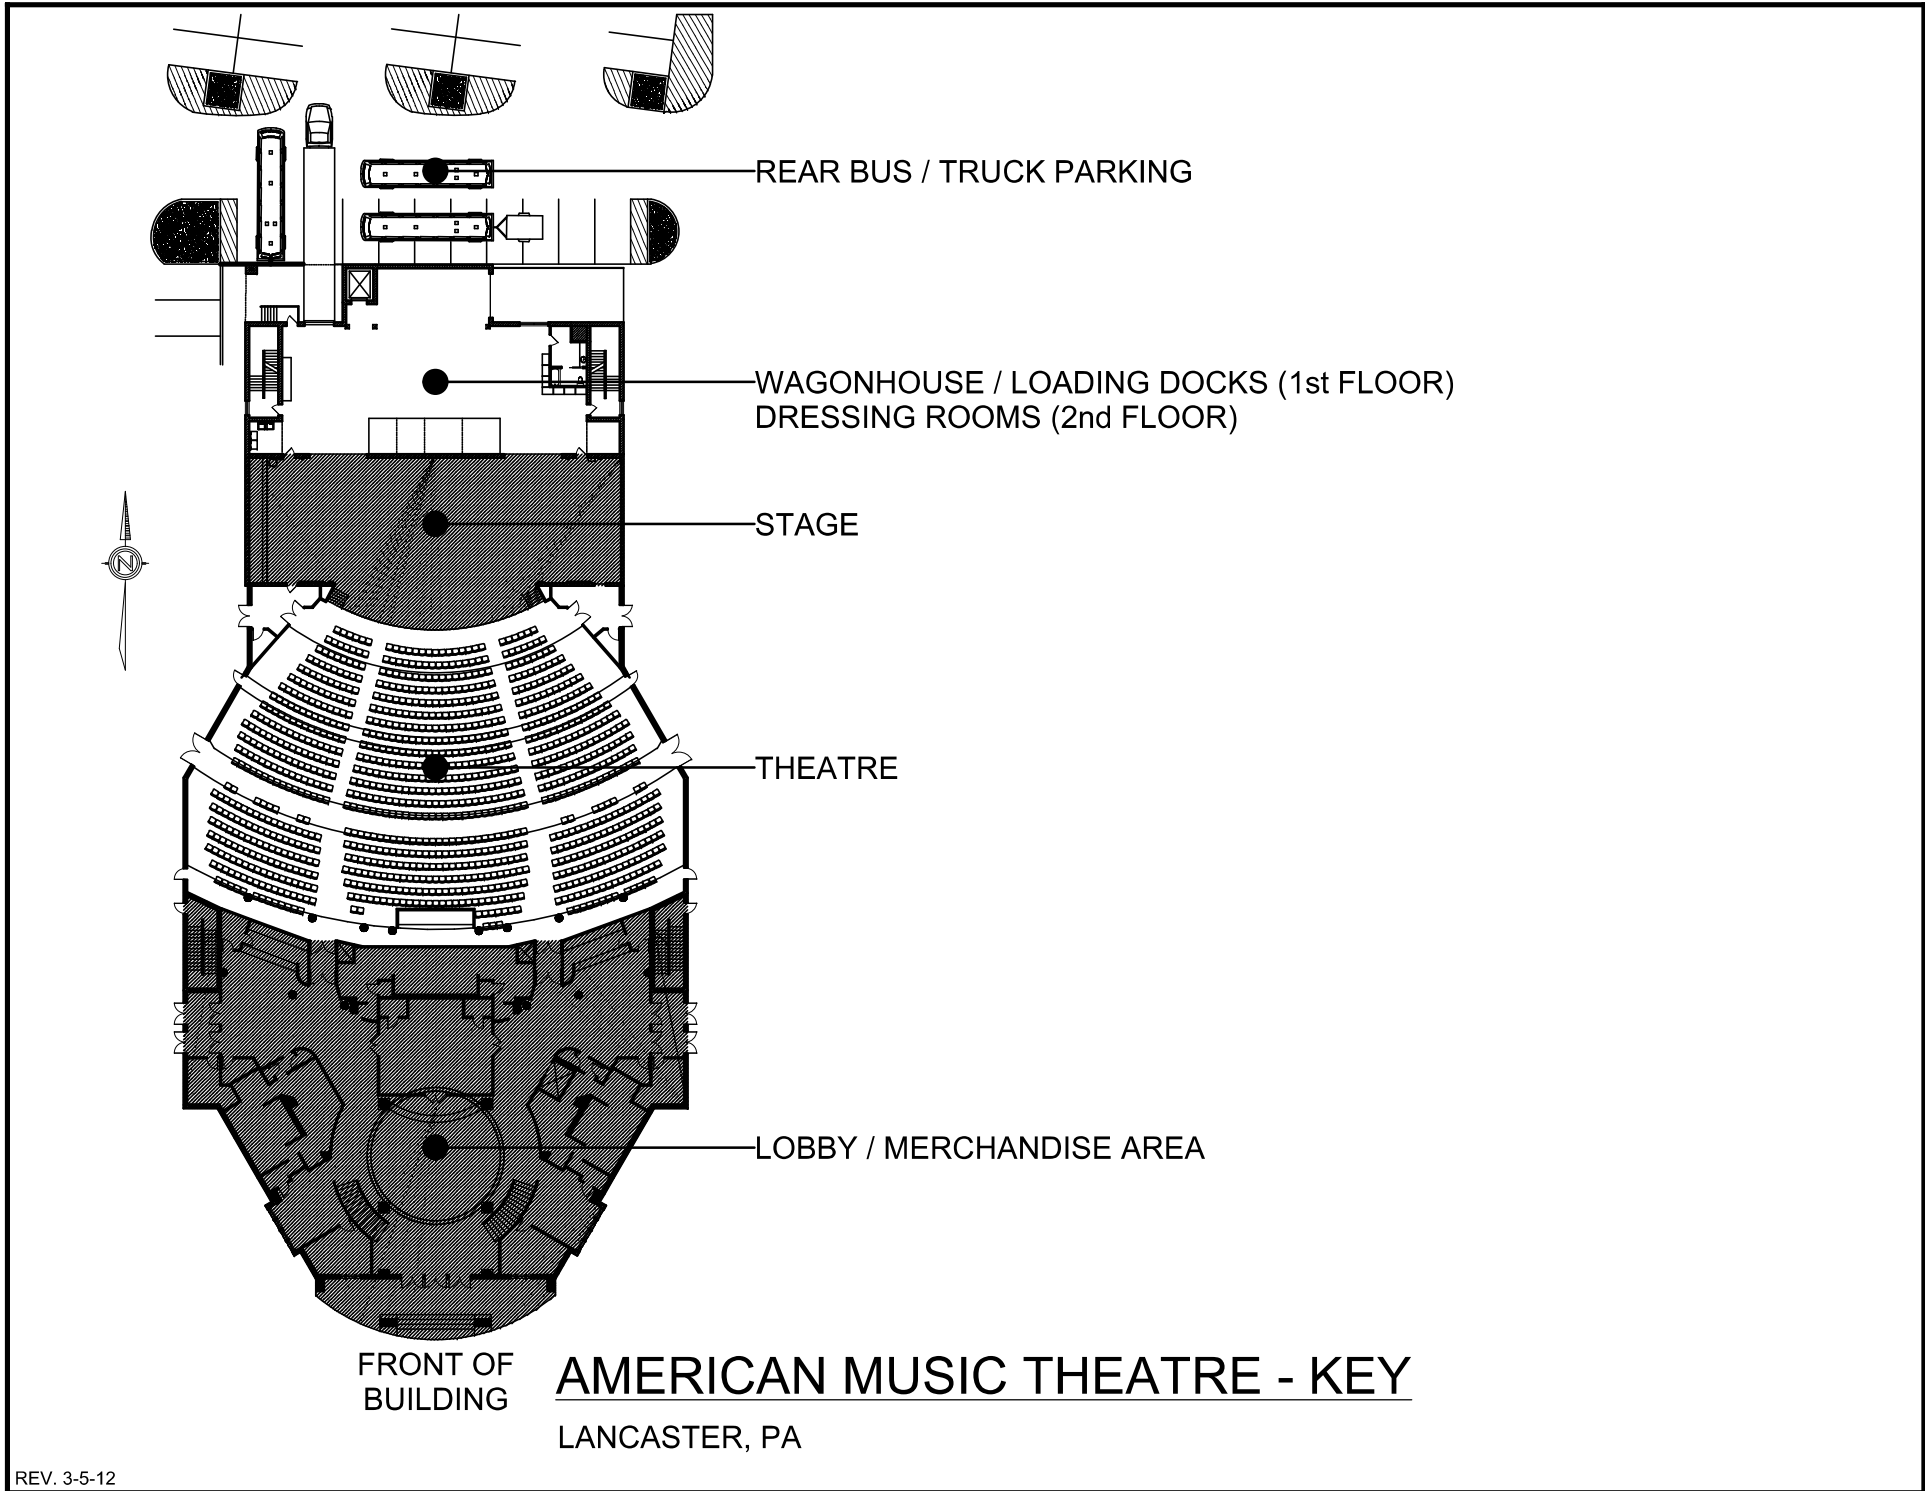 REAR BUS / TRUCK PARKING
WAGONHOUSE / LOADING DOCKS (1st FLOOR)
DRESSING ROOMS (2nd FLOOR)
STAGE
N
THEATRE
LOBBY / MERCHANDISE AREA
FRONT OF
BUILDING
AMERICAN MUSIC THEATRE - KEY
LANCASTER, PA
REV. 3-5-12